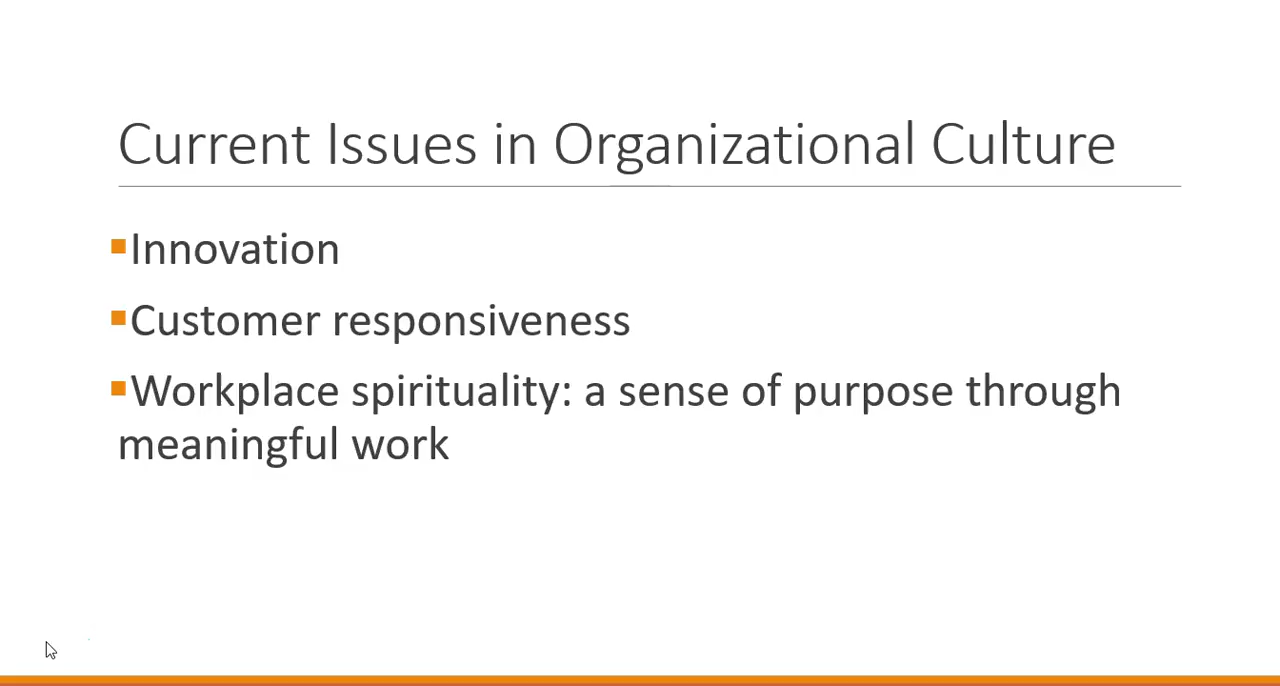 Current Issues in Organizational Culture
▪Innovation
▪Customer responsiveness
▪Workplace spirituality: a sense of purpose through
meaningful work